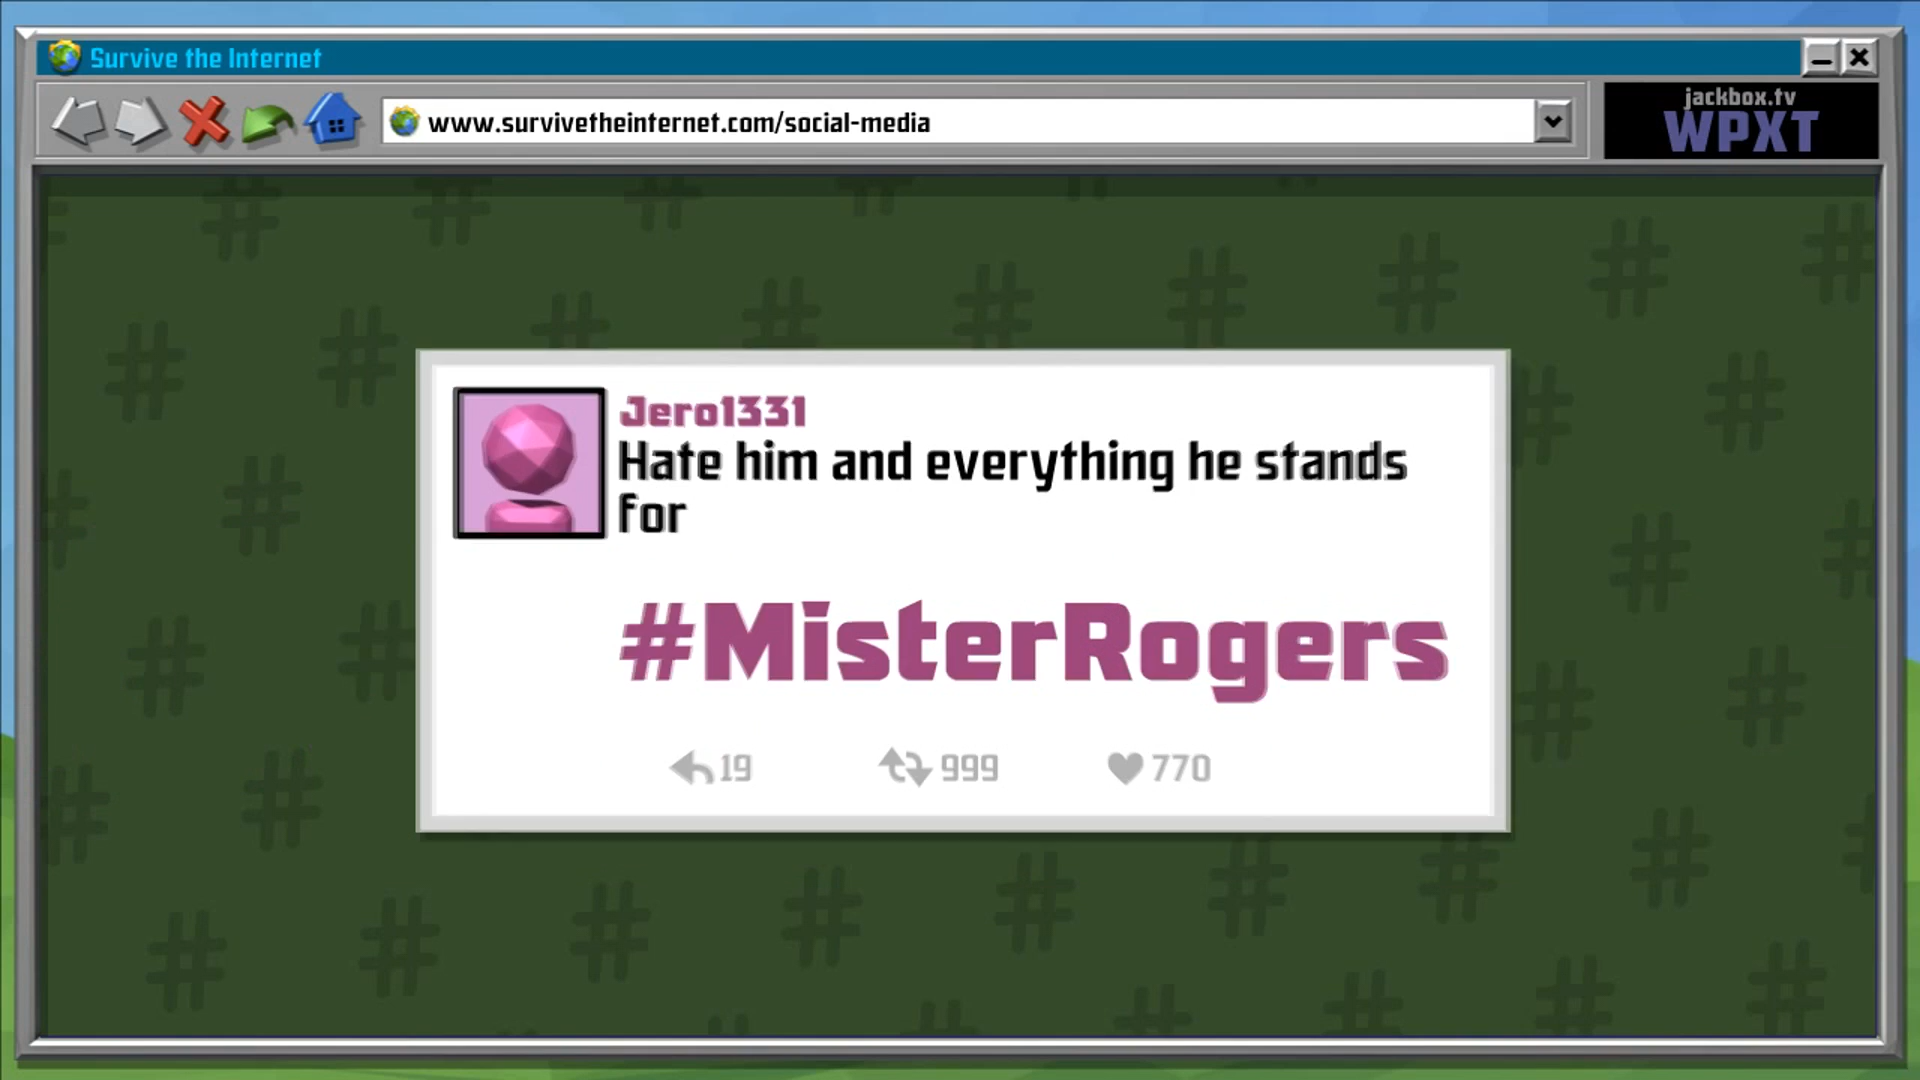 Survive the Internet
www.survivetheinternet.com/social-media
jackbox.tv
WPXT
Jero1331
Hate him and everything he stands
for
#MisterRogers
19
999
770